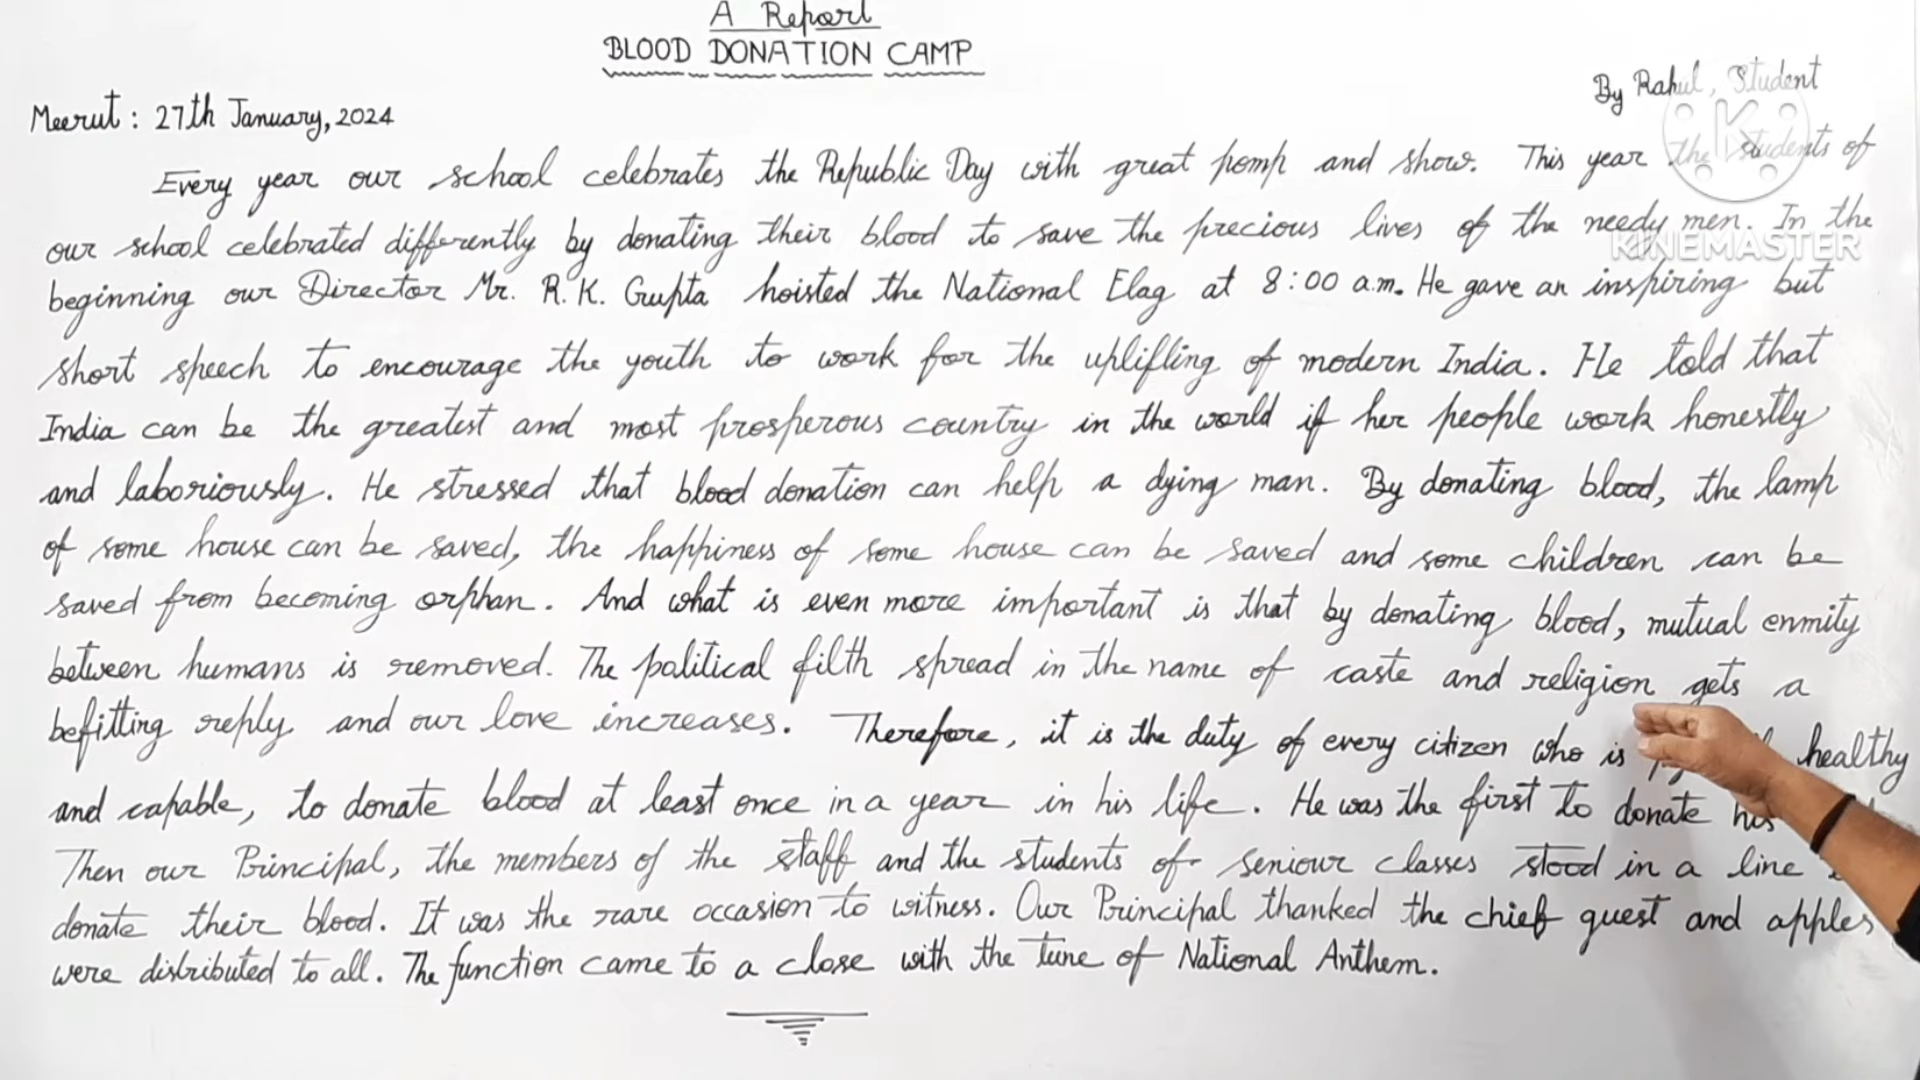 A Report
BLOOD DONATION CAMP
By Rahul, Student
Meerut : 27th January, 2024
Every year our school celebrates the Republic Day with great pomp and show. This year the students of
our school celebrated differently by donating their blood to save the precious lives of the needy men. In the
KINEMASTER
beginning our Director Mr. R.K. Gupta hoisted the National Flag at 8:00 a.m. He gave an inspiring but
short speech to encourage the youth to work for the uplifting of modern India. He told that
India can be the greatest and most prosperous country in the world if her people work honestly
and laboriously. He stressed that blood donation can help a dying man. By donating blood, the lamp
of some house can be saved, the happiness of some house can be saved and some children can be
saved from becoming orphan. And what is even more important is that by donating blood, mutual enmity
between humans is removed. The political filth spread in the name of caste and religion gets a
befitting reply and our love increases. Therefore, it is the duty of every citizen who is healthy
and capable, to donate blood at least once in a year in his life. He was the first to donate his
Then our Principal, the members of the staff and the students of seniour classes stood in a line
donate their blood. It was the rare occasion to witness. Our Principal thanked the chief guest and apples
were distributed to all. The function came to a close with the tune of National Anthem.